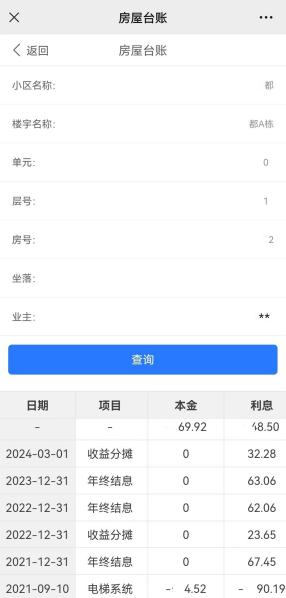 房屋台账
返回 房屋台账
小区名称: 都
楼宇名称: 都A栋
单元: 0
层号: 1
房号: 2
坐落:
业主: **
查询
日期 项目 本金 利息
- - 69.92 48.50
2024-03-01 收益分摊 0 32.28
2023-12-31 年终结息 0 63.06
2022-12-31 年终结息 0 62.06
2022-12-31 收益分摊 0 23.65
2021-12-31 年终结息 0 67.45
2021-09-10 电梯系统 - 4.52 - 90.19